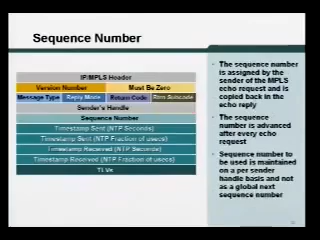 Sequence Number
IP/MPLS Header
Version Number Must Be Zero
Message Type Reply Mode Return Code Rtrn Subcode
Sender's Handle
Sequence Number
Timestamp Sent (NTP Seconds)
Timestamp Sent (NTP Fraction of usecs)
Timestamp Received (NTP Seconds)
Timestamp Received (NTP Fraction of usecs)
TLVs
• The sequence number
is assigned by the
sender of the MPLS
echo request and is
copied back in the
echo reply
• The sequence
number is advanced
after every echo
request
• Sequence number to
be used is maintained
on a per sender
handle basis and not
as a global next
sequence number